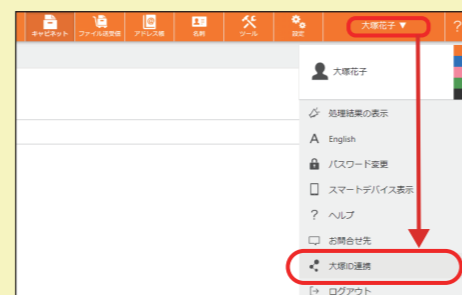 キャビネット
ファイル送受信
アドレス帳
名刺
ツール
設定
大塚花子 ▼
?
大塚花子
処理結果の表示
A English
パスワード変更
スマートデバイス表示
? ヘルプ
お問合せ先
大塚ID連携
ログアウト